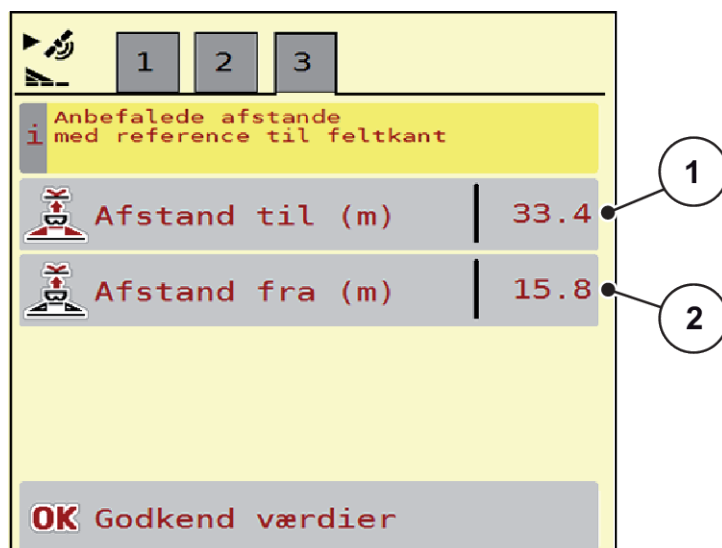 1 2 3
i Anbefalede afstande
med reference til feltkant
Afstand til (m) 33.4
1
Afstand fra (m) 15.8
2
OK Godkend værdier